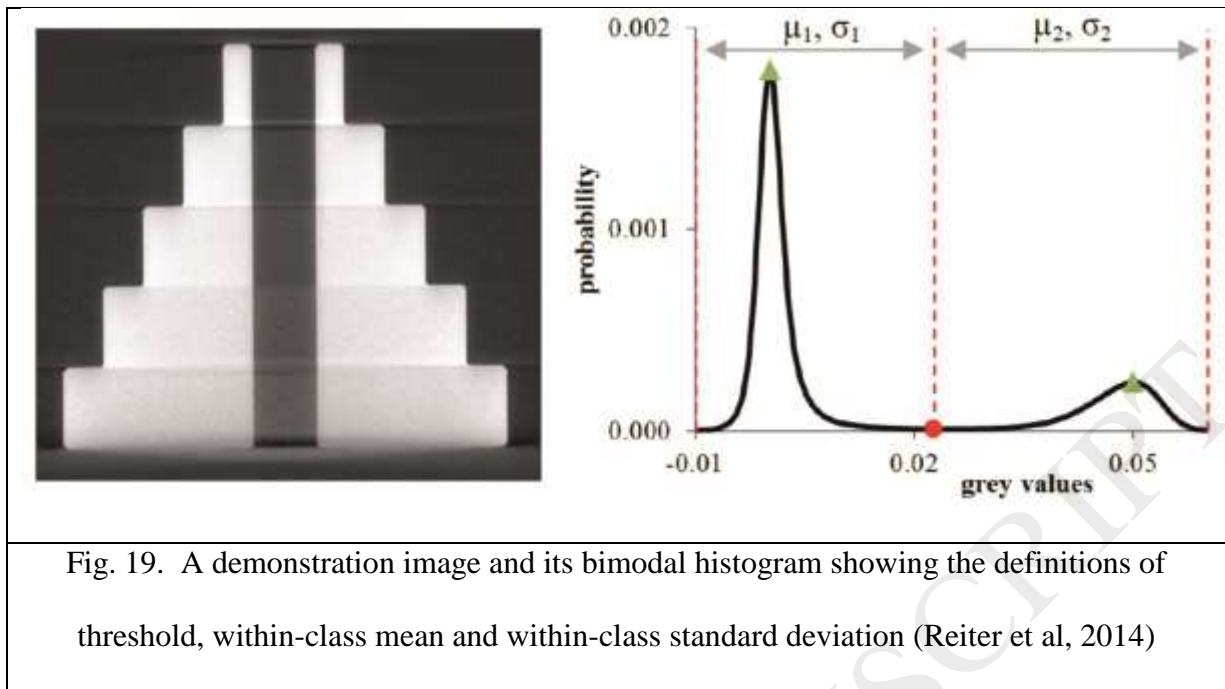 μ₁, σ₁ μ₂, σ₂
0.002
0.001
0.000
probability
-0.01 0.02 0.05
grey values
Fig. 19. A demonstration image and its bimodal histogram showing the definitions of
threshold, within-class mean and within-class standard deviation (Reiter et al, 2014)
SCRIPT